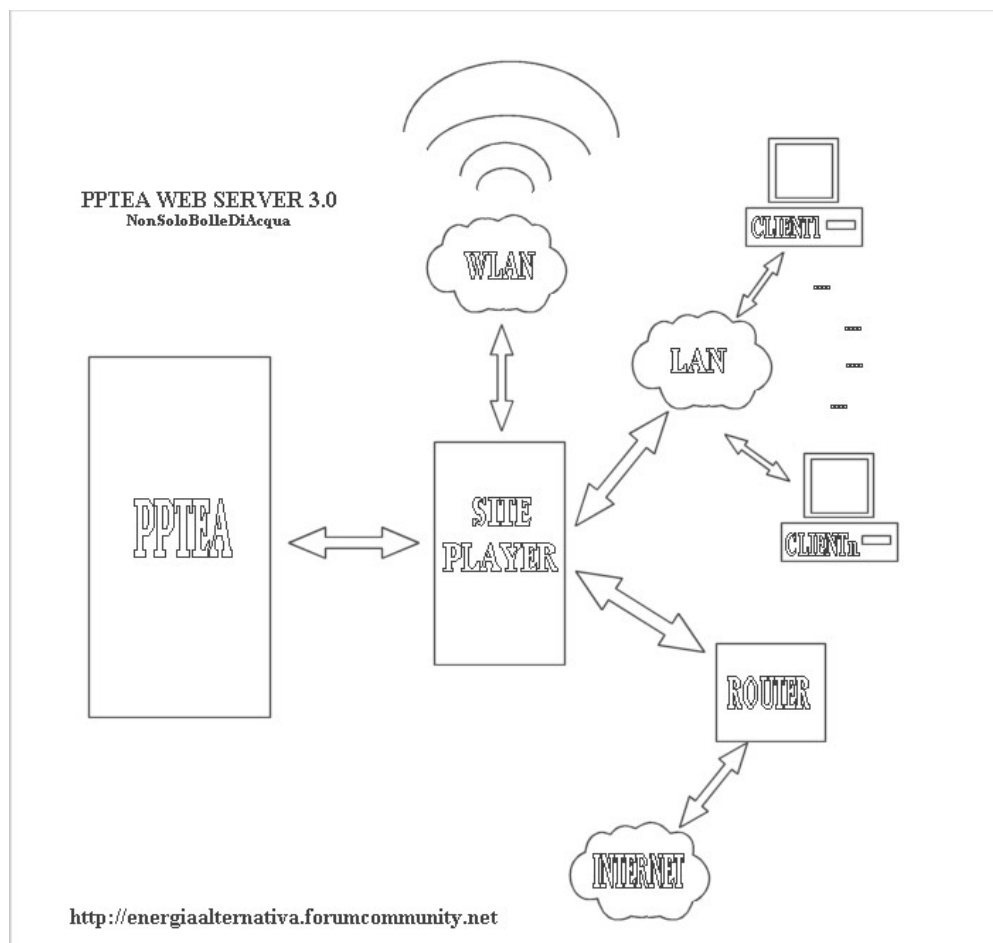 PPTEA WEB SERVER 3.0
NonSoloBolleDiAcqua
WLAN
CLIENT1
LAN
PPTEA
SITE
PLAYER
CLIENTn
ROUTER
INTERNET
http://energiaalternativa.forumcommunity.net